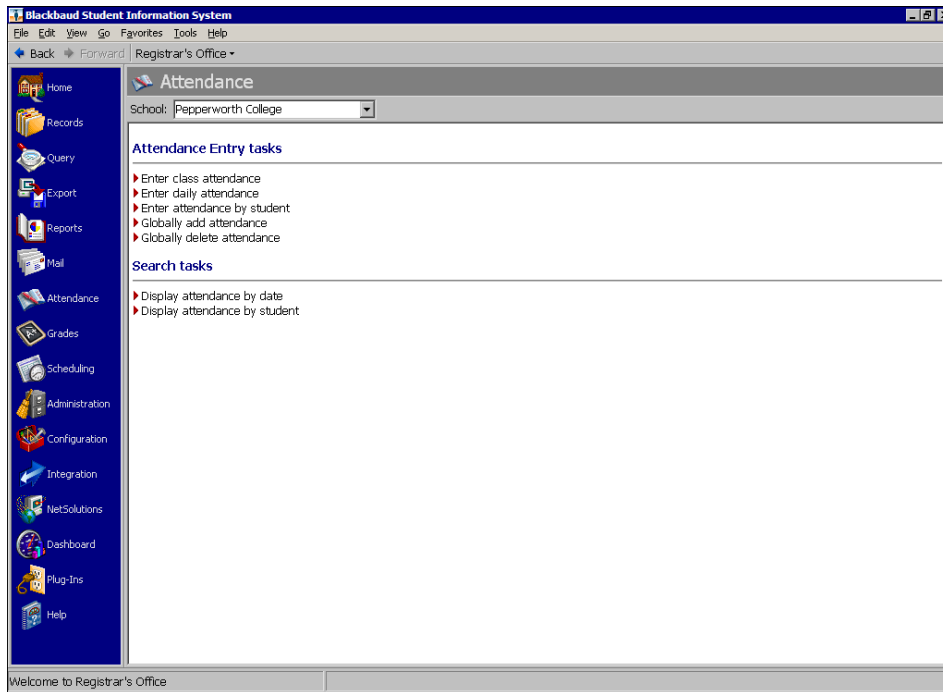 Blackbaud Student Information System
File Edit View Go Favorites Tools Help
Back Forward Registrar's Office
Home
Records
Query
Export
Reports
Mail
Attendance
Grades
Scheduling
Administration
Configuration
Integration
NetSolutions
Dashboard
Plug-Ins
Help
Attendance
School: Pepperworth College
Attendance Entry tasks
Enter class attendance
Enter daily attendance
Enter attendance by student
Globally add attendance
Globally delete attendance
Search tasks
Display attendance by date
Display attendance by student
Welcome to Registrar's Office